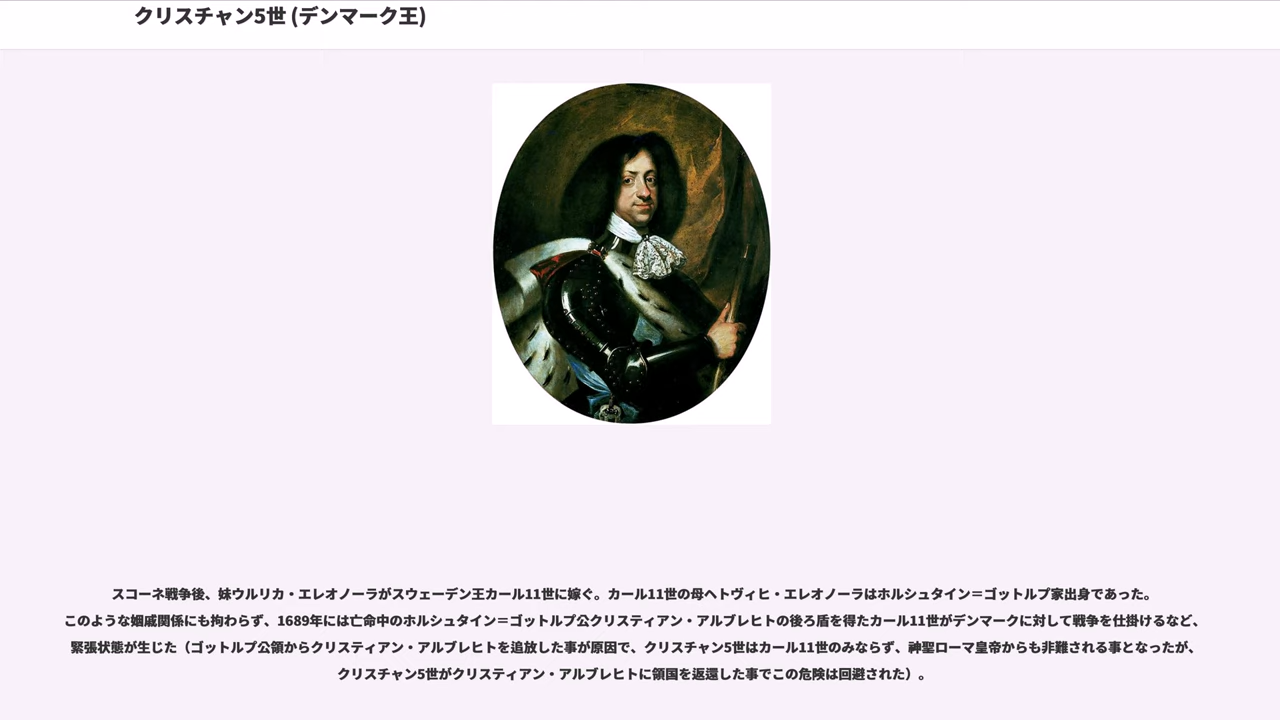 クリスチャン5世 (デンマーク王)
スコーネ戦争後、妹ウルリカ・エレオノーラがスウェーデン王カール11世に嫁ぐ。カール11世の母ヘトヴィヒ・エレオノーラはホルシュタイン＝ゴットルプ家出身であった。
このような姻戚関係にも拘わらず、1689年には亡命中のホルシュタイン＝ゴットルプ公クリスティアン・アルブレヒトの後ろ盾を得たカール11世がデンマークに対して戦争を仕掛けるなど、
緊張状態が生じた（ゴットルプ公領からクリスティアン・アルブレヒトを追放した事が原因で、クリスチャン5世はカール11世のみならず、神聖ローマ皇帝からも非難される事となったが、
クリスチャン5世がクリスティアン・アルブレヒトに領国を返還した事でこの危険は回避された）。